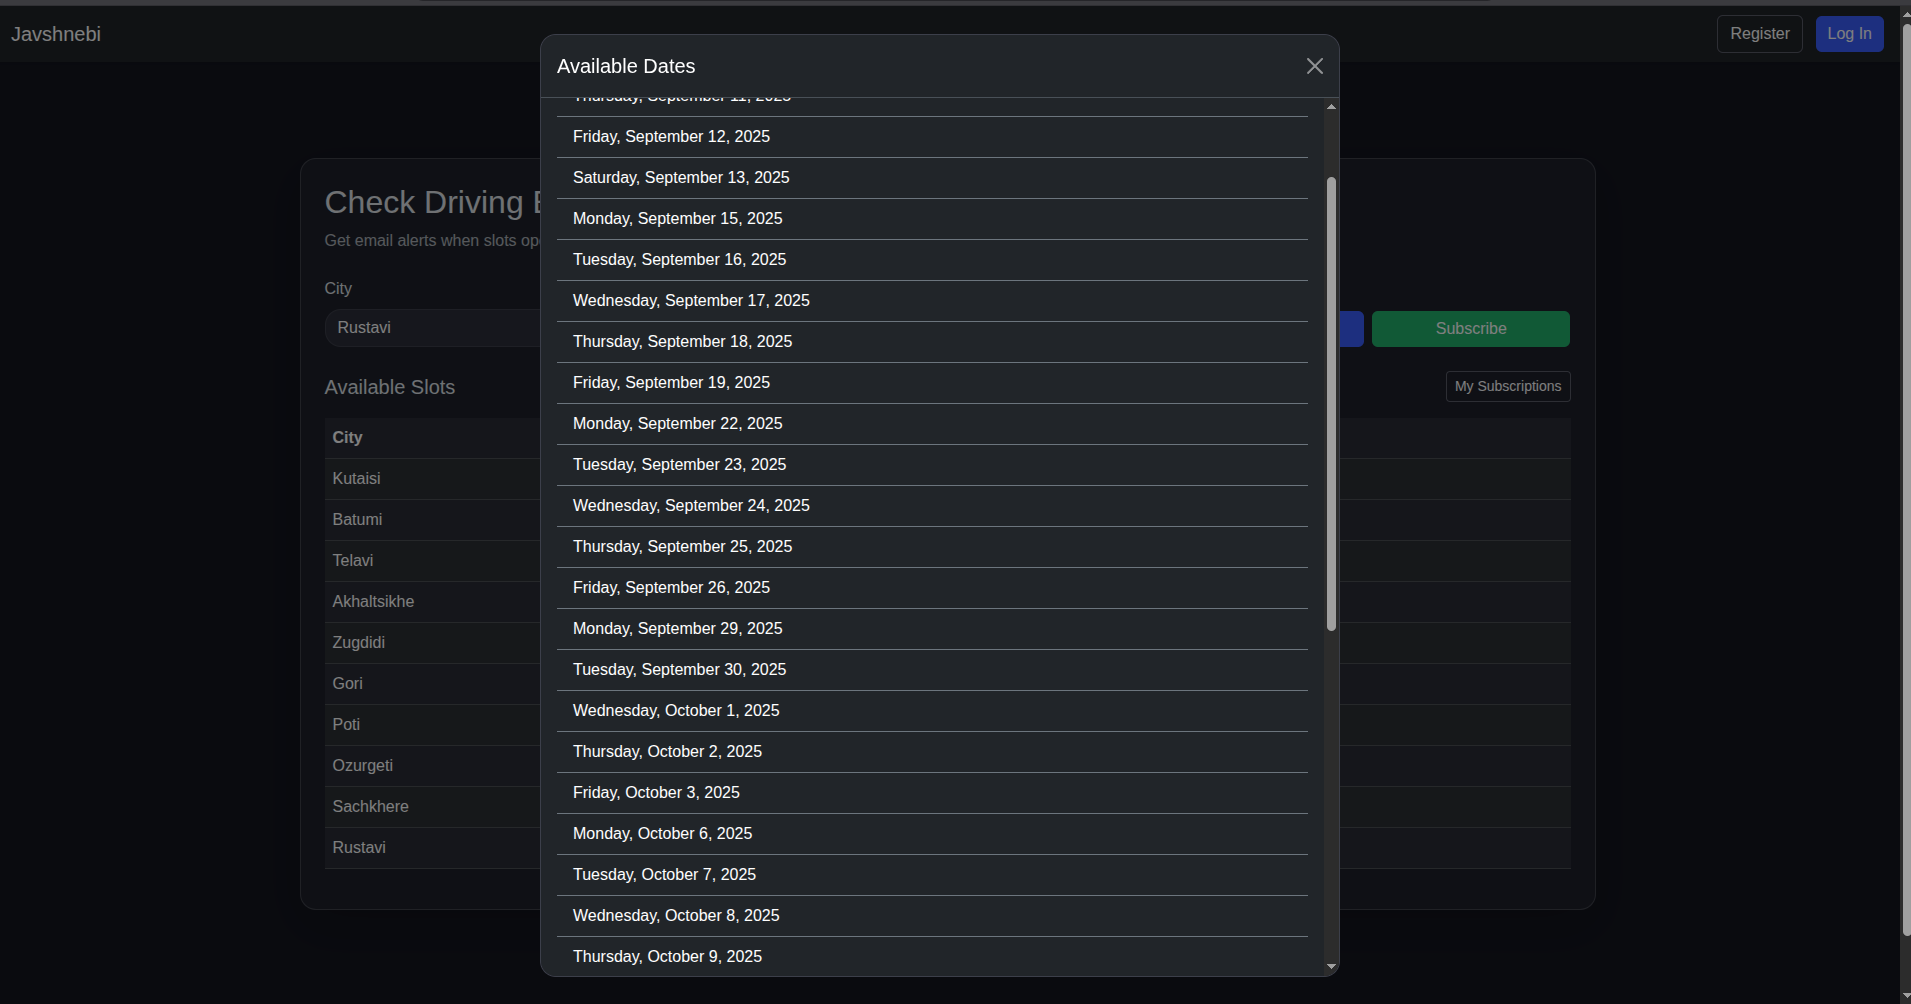 Javshnebi
Register
Log In
Available Dates
Thursday, September 11, 2025
Friday, September 12, 2025
Saturday, September 13, 2025
Monday, September 15, 2025
Tuesday, September 16, 2025
Wednesday, September 17, 2025
Thursday, September 18, 2025
Friday, September 19, 2025
Monday, September 22, 2025
Tuesday, September 23, 2025
Wednesday, September 24, 2025
Thursday, September 25, 2025
Friday, September 26, 2025
Monday, September 29, 2025
Tuesday, September 30, 2025
Wednesday, October 1, 2025
Thursday, October 2, 2025
Friday, October 3, 2025
Monday, October 6, 2025
Tuesday, October 7, 2025
Wednesday, October 8, 2025
Thursday, October 9, 2025
Check Driving
Get email alerts when slots
City
Rustavi
Subscribe
Available Slots
My Subscriptions
City
Kutaisi
Batumi
Telavi
Akhaltsikhe
Zugdidi
Gori
Poti
Ozurgeti
Sachkhere
Rustavi